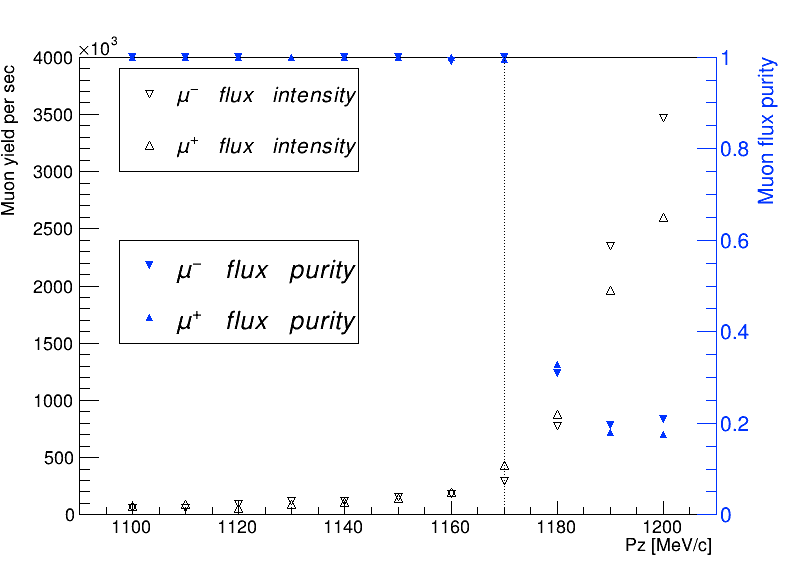 ×10³
4000
3500
3000
2500
2000
1500
1000
500
0
Muon yield per sec
μ⁻ flux intensity
μ⁺ flux intensity
μ⁻ flux purity
μ⁺ flux purity
1
0.8
0.6
0.4
0.2
0
Muon flux purity
1100 1120 1140 1160 1180 1200
Pz [MeV/c]